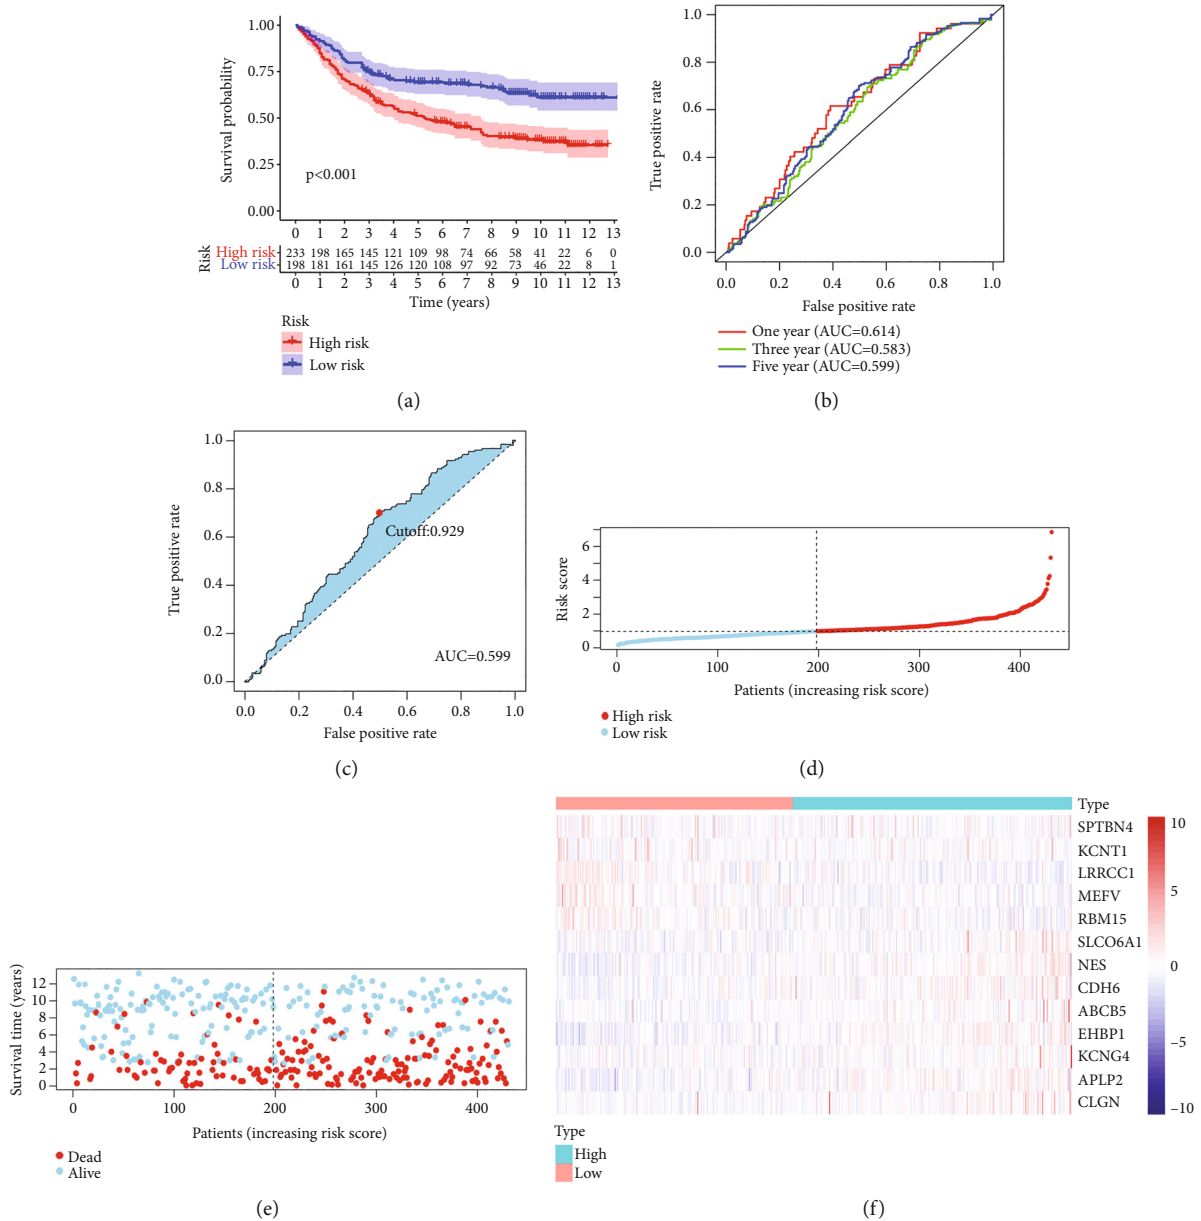 Survival probability
1.00
0.75
0.50
0.25
0.00
p<0.001
0 1 2 3 4 5 6 7 8 9 10 11 12 13
Risk
High risk 233 198 165 145 121 109 98 74 66 58 41 22 6 0
Low risk 198 181 161 145 126 120 108 97 92 73 46 22 8 1
0 1 2 3 4 5 6 7 8 9 10 11 12 13
Time (years)
Risk
High risk
Low risk
(a)
True positive rate
1.0
0.8
0.6
0.4
0.2
0.0
0.0 0.2 0.4 0.6 0.8 1.0
False positive rate
One year (AUC=0.614)
Three year (AUC=0.583)
Five year (AUC=0.599)
(b)
True positive rate
1.0
0.8
0.6
0.4
0.2
0.0
Cutoff:0.929
AUC=0.599
0.0 0.2 0.4 0.6 0.8 1.0
False positive rate
(c)
Risk score
6
4
2
0
0 100 200 300 400
Patients (increasing risk score)
High risk
Low risk
(d)
Survival time (years)
12
10
8
6
4
2
0
0 100 200 300 400
Patients (increasing risk score)
Dead
Alive
(e)
Type
SPTBN4
KCNT1
LRRCC1
MEFV
RBM15
SLCO6A1
NES
CDH6
ABCB5
EHBP1
KCNG4
APLP2
CLGN
10
5
0
−5
−10
Type
High
Low
(f)